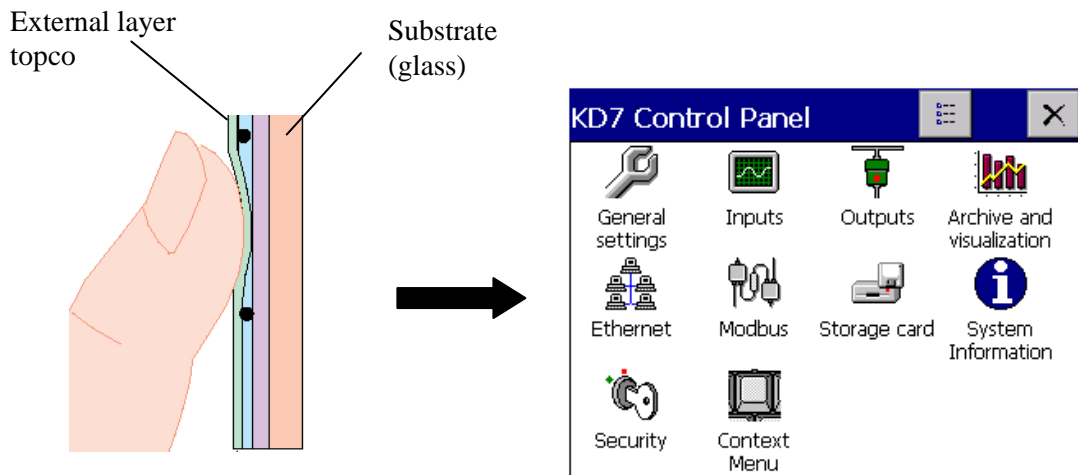 External layer
topco
Substrate
(glass)
KD7 Control Panel
General
settings
Inputs
Outputs
Archive and
visualization
Ethernet
Modbus
Storage card
System
Information
Security
Context
Menu